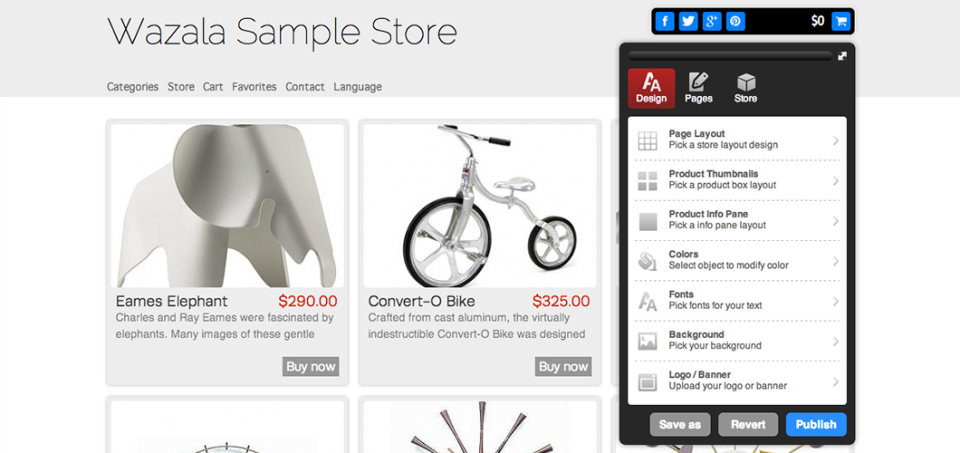 Wazala Sample Store
$0
Categories Store Cart Favorites Contact Language
Design
Pages
Store
Page Layout
Pick a store layout design
Product Thumbnails
Pick a product box layout
Product Info Pane
Pick a info pane layout
Colors
Select object to modify color
Fonts
Pick fonts for your text
Background
Pick your background
Logo / Banner
Upload your logo or banner
Save as
Revert
Publish
Eames Elephant $290.00
Charles and Ray Eames were fascinated by
elephants. Many images of these gentle
Buy now
Convert-O Bike $325.00
Crafted from cast aluminum, the virtually
indestructible Convert-O Bike was designed
Buy now